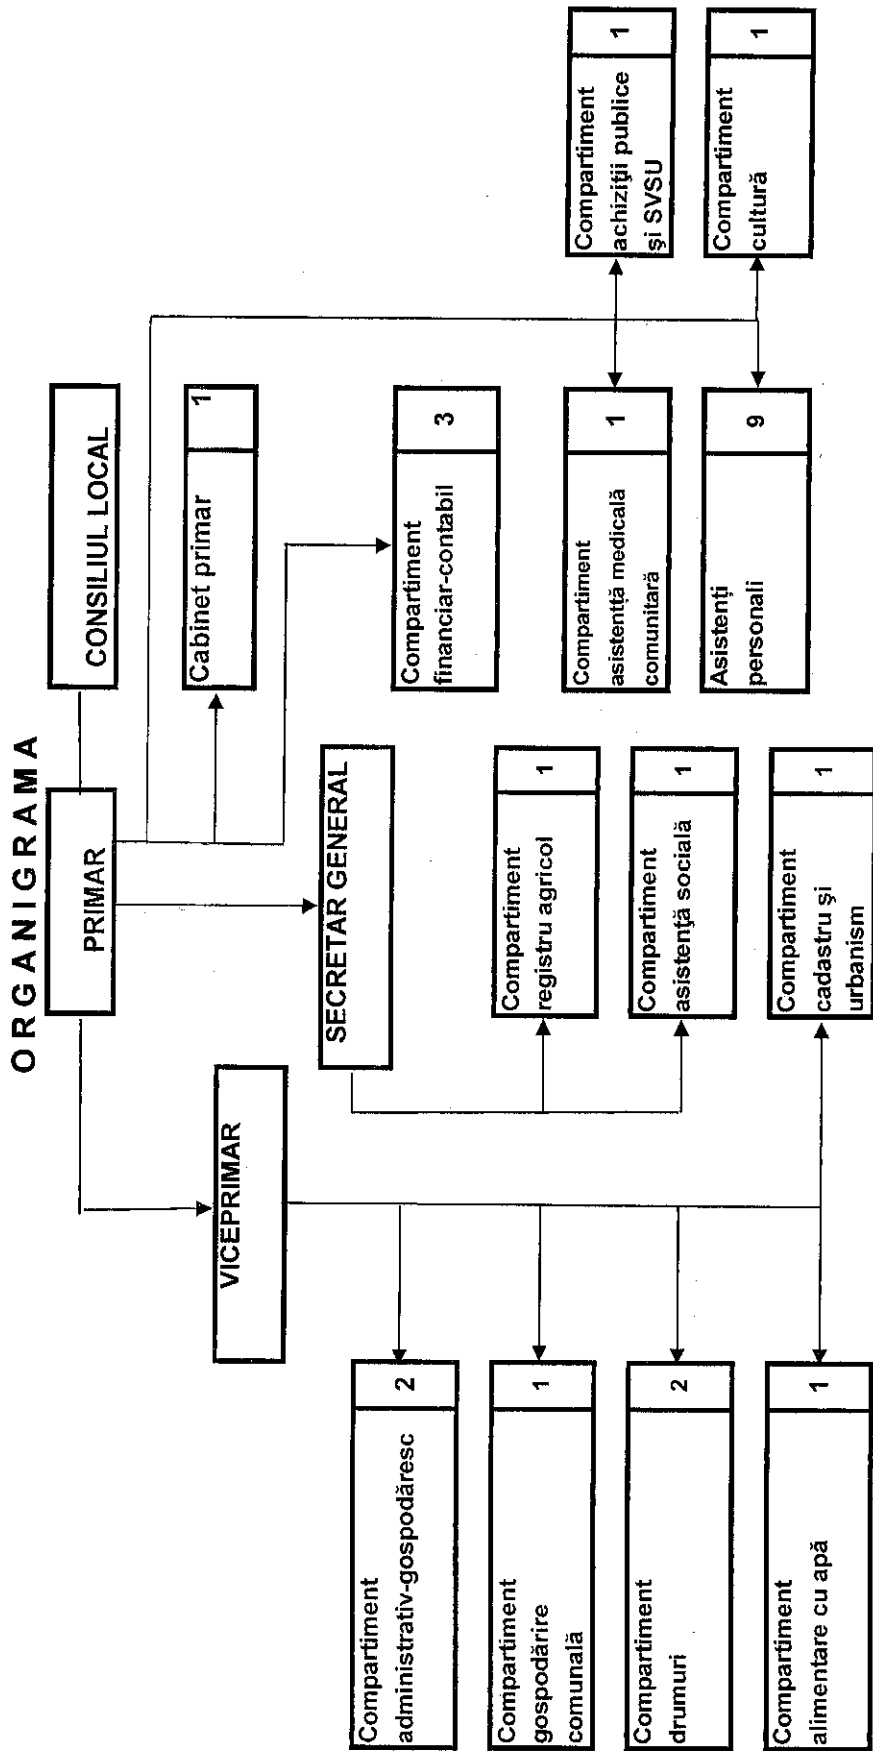 ORGANIGRAMA
PRIMAR
CONSILIUL LOCAL
VICEPRIMAR
Cabinet primar
1
SECRETAR GENERAL
Compartiment
administrativ-gospodăresc
2
Compartiment
financiar-contabil
3
Compartiment
gospodărire
comunală
1
Compartiment
registru agricol
1
Compartiment
asistență medicală
comunitară
1
Compartiment
achiziții publice
și SVSU
1
Compartiment
drumuri
2
Compartiment
asistență socială
1
Asistenți
personali
9
Compartiment
cultură
1
Compartiment
alimentare cu apă
1
Compartiment
cadastru și
urbanism
1